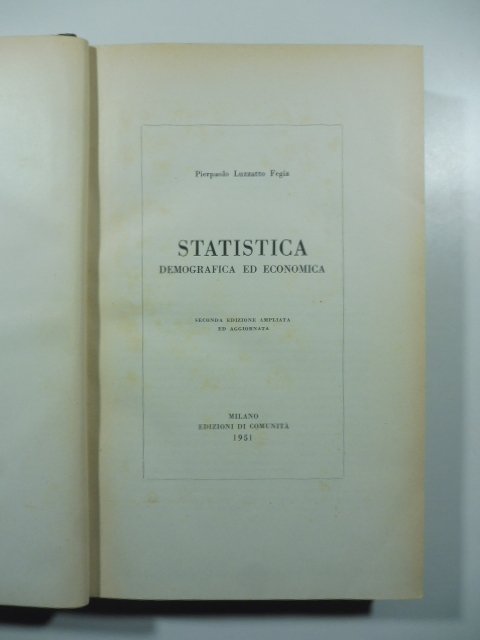 Pierpaolo Luzzatto Fegiz
STATISTICA
DEMOGRAFICA ED ECONOMICA
SECONDA EDIZIONE AMPLIATA
ED AGGIORNATA
MILANO
EDIZIONI DI COMUNITÀ
1951